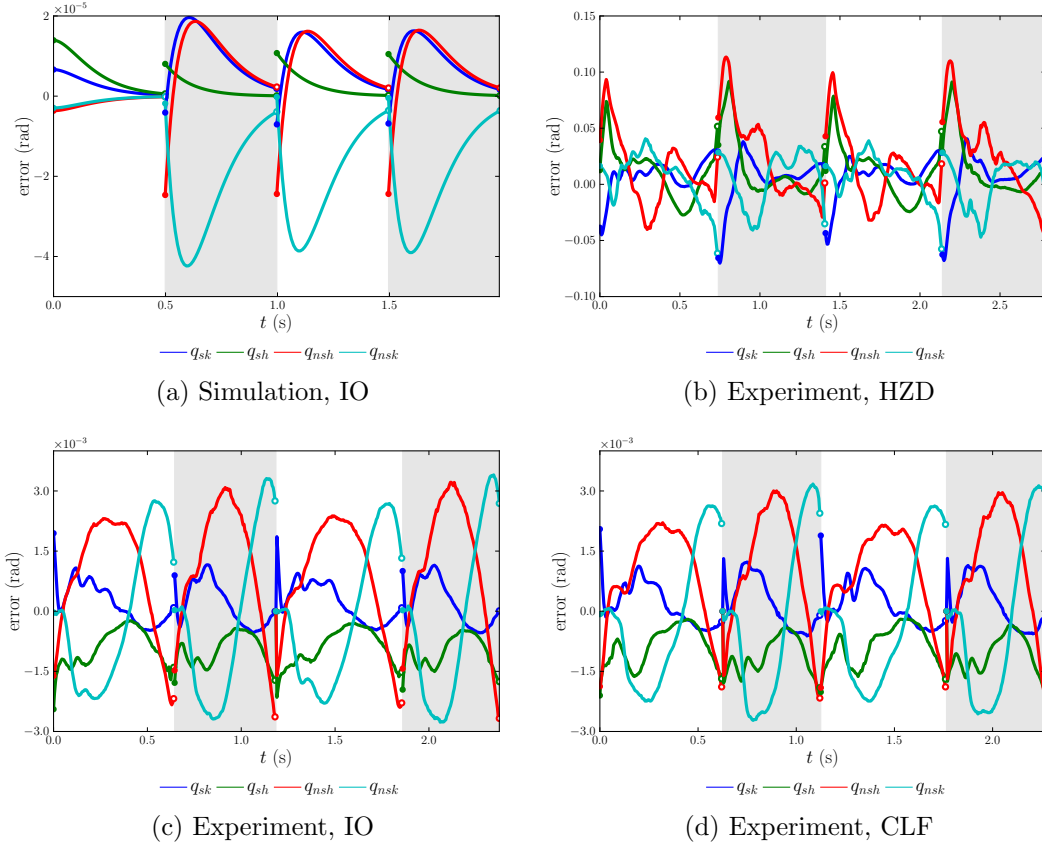 ×10⁻⁵
2
0
−2
−4
error (rad)
0.0 0.5 1.0 1.5
t (s)
q_sk q_sh q_nsh q_nsk
(a) Simulation, IO
0.15
0.10
0.05
0.00
−0.05
−0.10
error (rad)
0.0 0.5 1.0 1.5 2.0 2.5
t (s)
q_sk q_sh q_nsh q_nsk
(b) Experiment, HZD
×10⁻³
3.0
1.5
0.0
−1.5
−3.0
error (rad)
0.0 0.5 1.0 1.5 2.0
t (s)
q_sk q_sh q_nsh q_nsk
(c) Experiment, IO
×10⁻³
3.0
1.5
0.0
−1.5
−3.0
error (rad)
0.0 0.5 1.0 1.5 2.0
t (s)
q_sk q_sh q_nsh q_nsk
(d) Experiment, CLF